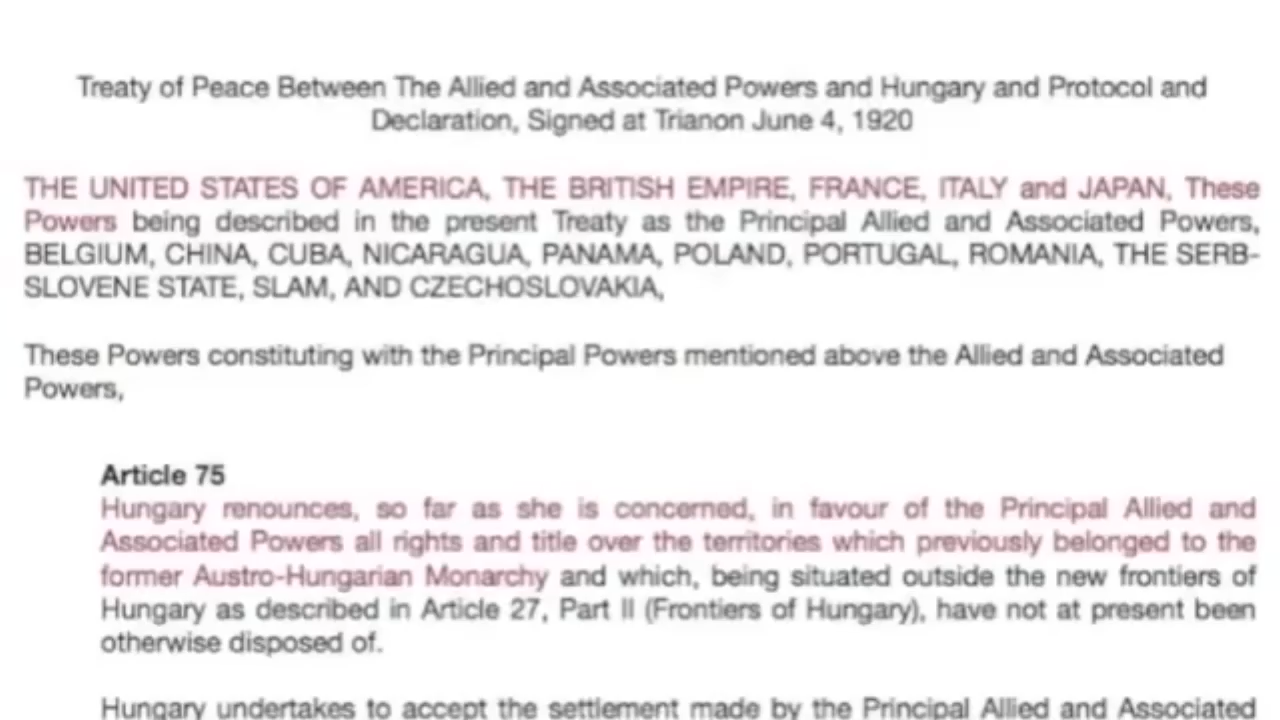 Treaty of Peace Between The Allied and Associated Powers and Hungary and Protocol and
Declaration, Signed at Trianon June 4, 1920
THE UNITED STATES OF AMERICA, THE BRITISH EMPIRE, FRANCE, ITALY and JAPAN, These
Powers being described in the present Treaty as the Principal Allied and Associated Powers,
BELGIUM, CHINA, CUBA, NICARAGUA, PANAMA, POLAND, PORTUGAL, ROMANIA, THE SERB-
SLOVENE STATE, SLAM, AND CZECHOSLOVAKIA,
These Powers constituting with the Principal Powers mentioned above the Allied and Associated
Powers,
Article 75
Hungary renounces, so far as she is concerned, in favour of the Principal Allied and
Associated Powers all rights and title over the territories which previously belonged to the
former Austro-Hungarian Monarchy and which, being situated outside the new frontiers of
Hungary as described in Article 27, Part II (Frontiers of Hungary), have not at present been
otherwise disposed of.
Hungary undertakes to accept the settlement made by the Principal Allied and Associated